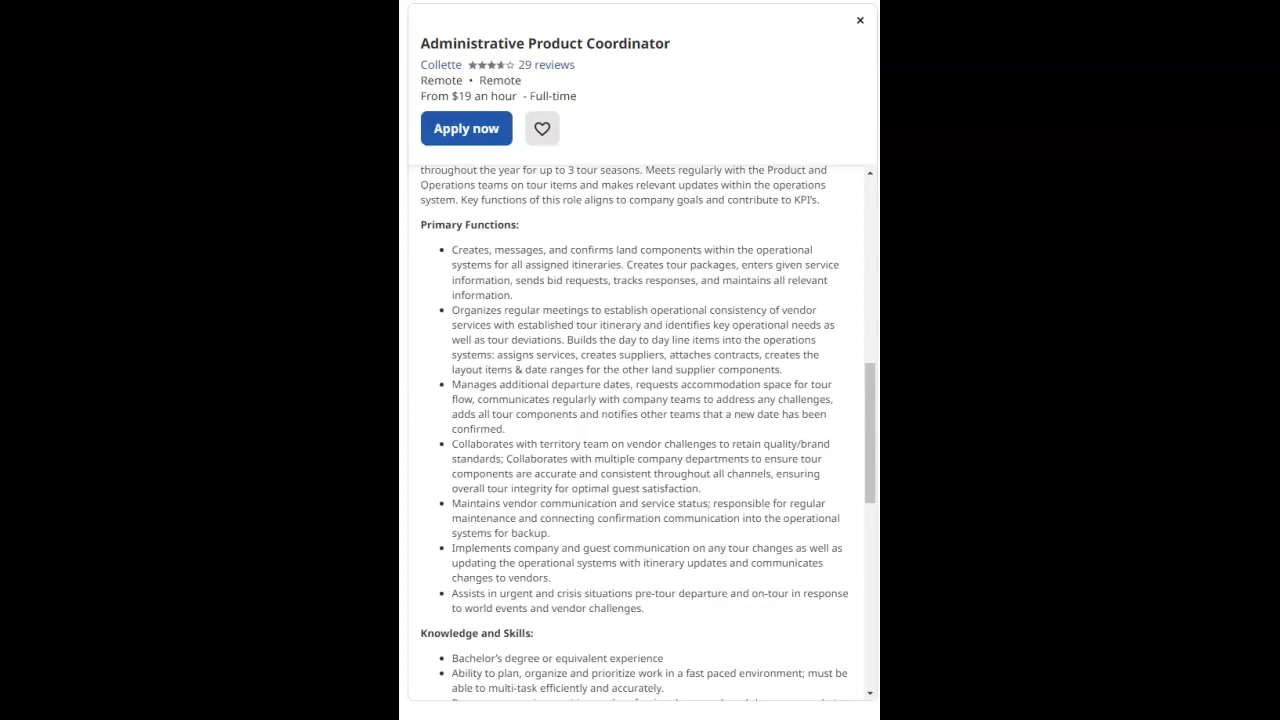 ×
Administrative Product Coordinator
Collette ★★★★☆ 29 reviews
Remote • Remote
From $19 an hour - Full-time
Apply now
throughout the year for up to 3 tour seasons. Meets regularly with the Product and
Operations teams on tour items and makes relevant updates within the operations
system. Key functions of this role aligns to company goals and contribute to KPI's.
Primary Functions:
• Creates, messages, and confirms land components within the operational
systems for all assigned itineraries. Creates tour packages, enters given service
information, sends bid requests, tracks responses, and maintains all relevant
information.
• Organizes regular meetings to establish operational consistency of vendor
services with established tour itinerary and identifies key operational needs as
well as tour deviations. Builds the day to day line items into the operations
systems: assigns services, creates suppliers, attaches contracts, creates the
layout items & date ranges for the other land supplier components.
• Manages additional departure dates, requests accommodation space for tour
flow, communicates regularly with company teams to address any challenges,
adds all tour components and notifies other teams that a new date has been
confirmed.
• Collaborates with territory team on vendor challenges to retain quality/brand
standards; Collaborates with multiple company departments to ensure tour
components are accurate and consistent throughout all channels, ensuring
overall tour integrity for optimal guest satisfaction.
• Maintains vendor communication and service status; responsible for regular
maintenance and connecting confirmation communication into the operational
systems for backup.
• Implements company and guest communication on any tour changes as well as
updating the operational systems with itinerary updates and communicates
changes to vendors.
• Assists in urgent and crisis situations pre-tour departure and on-tour in response
to world events and vendor challenges.
Knowledge and Skills:
• Bachelor's degree or equivalent experience
• Ability to plan, organize and prioritize work in a fast paced environment; must be
able to multi-task efficiently and accurately.